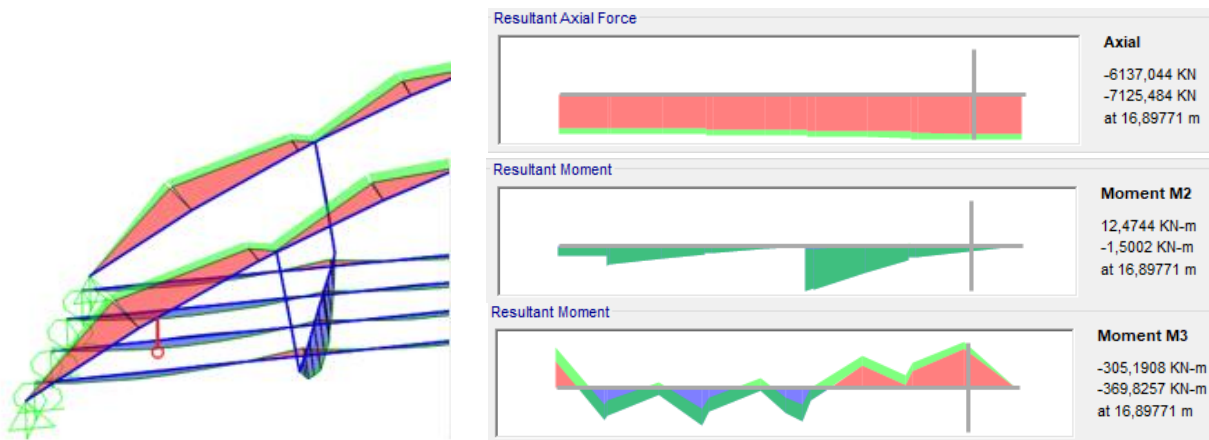 Resultant Axial Force
Axial
-6137,044 KN
-7125,484 KN
at 16,89771 m
Resultant Moment
Moment M2
12,4744 KN-m
-1,5002 KN-m
at 16,89771 m
Resultant Moment
Moment M3
-305,1908 KN-m
-369,8257 KN-m
at 16,89771 m